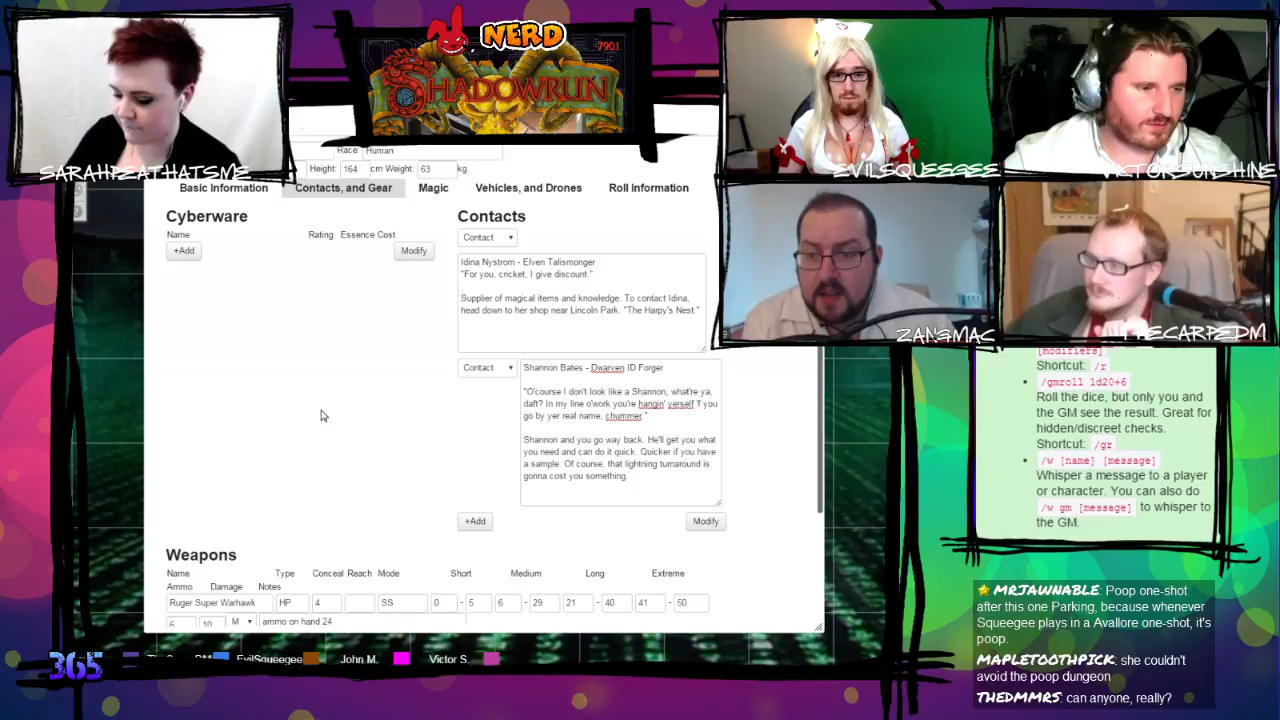 NERD
7901
SHADOWRUN
SARAHPEATHATSME
EVILSQUEEGEE
VICTORSUNSHINE
ZANGMAC
THECARPEDM
Race: Human
Height: 164 cm Weight: 63 kg
Basic Information Contacts, and Gear Magic Vehicles, and Drones Roll Information
Cyberware
Name Rating Essence Cost
+Add Modify
Contacts
Contact
Idina Nystrom - Elven Talismonger
"For you, cricket, I give discount."
Supplier of magical items and knowledge. To contact Idina,
head down to her shop near Lincoln Park. "The Harpy's Nest."
Contact
Shannon Bates - Dwarven ID Forger
"O'course I don't look like a Shannon, what're ya,
daft? In my line o'work you're hangin' yerself 'f you
go by yer real name, chummer."
Shannon and you go way back. He'll get you what
you need and can do it quick. Quicker if you have
a sample. Of course, that lightning turnaround is
gonna cost you something.
+Add Modify
Weapons
Name Type Conceal Reach Mode Short Medium Long Extreme
Ammo Damage Notes
Ruger Super Warhawk HP 4 SS 0 - 5 6 - 29 21 - 40 41 - 50
6 10 M ammo on hand 24
365
EvilSqueegee John M. Victor S.
[modifiers]
Shortcut: /r
/gmroll 1d20+6
Roll the dice, but only you and
the GM see the result. Great for
hidden/discreet checks.
Shortcut: /gr
/w [name] [message]
Whisper a message to a player
or character. You can also do
/w gm [message] to whisper to
the GM.
MRJAWNABLE: Poop one-shot
after this one Parking, because whenever
Squeegee plays in a Avallore one-shot, it's
poop.
MAPLETOOTHPICK: she couldn't
avoid the poop dungeon
THEDMMRS: can anyone, really?